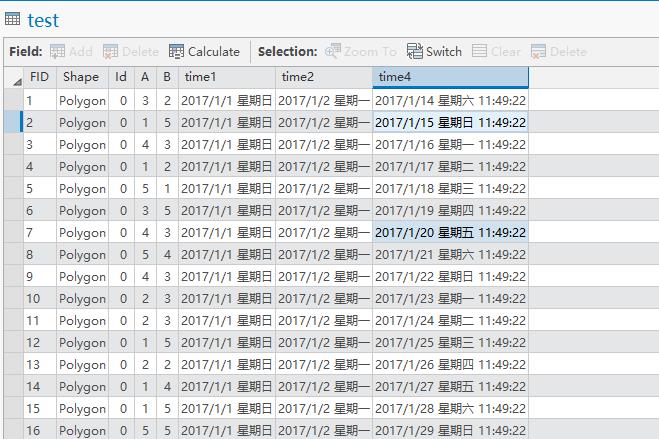 test
Field: Add Delete Calculate Selection: Zoom To Switch Clear Delete
FID Shape Id A B time1 time2 time4
1 Polygon 0 3 2 2017/1/1 星期日 2017/1/2 星期一 2017/1/14 星期六 11:49:22
2 Polygon 0 1 5 2017/1/1 星期日 2017/1/2 星期一 2017/1/15 星期日 11:49:22
3 Polygon 0 4 3 2017/1/1 星期日 2017/1/2 星期一 2017/1/16 星期一 11:49:22
4 Polygon 0 1 2 2017/1/1 星期日 2017/1/2 星期一 2017/1/17 星期二 11:49:22
5 Polygon 0 5 1 2017/1/1 星期日 2017/1/2 星期一 2017/1/18 星期三 11:49:22
6 Polygon 0 3 5 2017/1/1 星期日 2017/1/2 星期一 2017/1/19 星期四 11:49:22
7 Polygon 0 4 3 2017/1/1 星期日 2017/1/2 星期一 2017/1/20 星期五 11:49:22
8 Polygon 0 5 4 2017/1/1 星期日 2017/1/2 星期一 2017/1/21 星期六 11:49:22
9 Polygon 0 4 3 2017/1/1 星期日 2017/1/2 星期一 2017/1/22 星期日 11:49:22
10 Polygon 0 2 3 2017/1/1 星期日 2017/1/2 星期一 2017/1/23 星期一 11:49:22
11 Polygon 0 2 3 2017/1/1 星期日 2017/1/2 星期一 2017/1/24 星期二 11:49:22
12 Polygon 0 1 5 2017/1/1 星期日 2017/1/2 星期一 2017/1/25 星期三 11:49:22
13 Polygon 0 2 2 2017/1/1 星期日 2017/1/2 星期一 2017/1/26 星期四 11:49:22
14 Polygon 0 1 4 2017/1/1 星期日 2017/1/2 星期一 2017/1/27 星期五 11:49:22
15 Polygon 0 1 5 2017/1/1 星期日 2017/1/2 星期一 2017/1/28 星期六 11:49:22
16 Polygon 0 5 5 2017/1/1 星期日 2017/1/2 星期一 2017/1/29 星期日 11:49:22